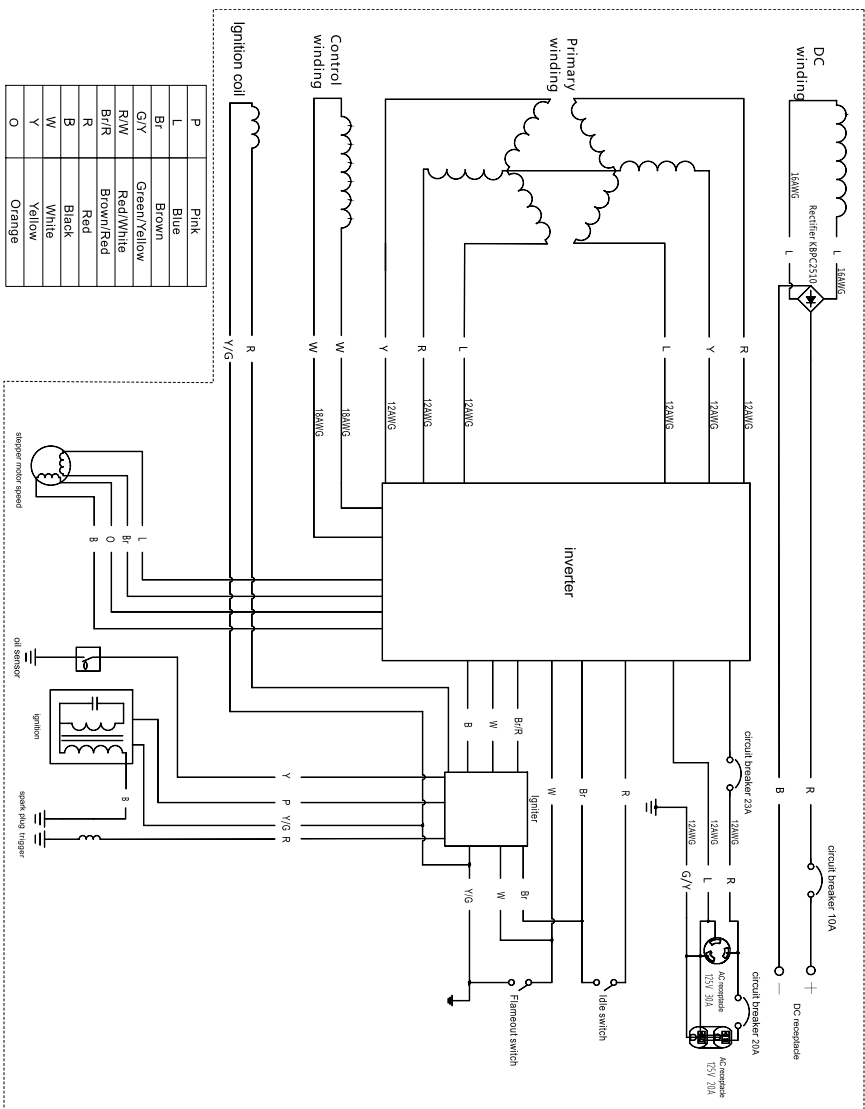 DC
winding
16AWG
L
L
16AWG
Rectifier KBPC2510
R
B
circuit breaker 10A
+
—
DC receptacle
Primary
winding
R
12AWG
Y
12AWG
L
12AWG
L
12AWG
R
12AWG
Y
12AWG
Control
winding
W
18AWG
W
18AWG
Ignition coil
R
Y/G
inverter
circuit breaker 23A
12AWG
R
12AWG
L
12AWG
G/Y
AC receptacle
125V 30A
circuit breaker 20A
AC receptacle
125V 20A
R
Br
W
Idle switch
Flameout switch
Br/R
W
B
Igniter
Br
W
Y/G
Y
P
Y/G
R
L
Br
O
B
stepper motor speed
oil sensor
ignition
B
spark plug
trigger
P Pink
L Blue
Br Brown
G/Y Green/Yellow
R/W Red/White
Br/R Brown/Red
R Red
B Black
W White
Y Yellow
O Orange